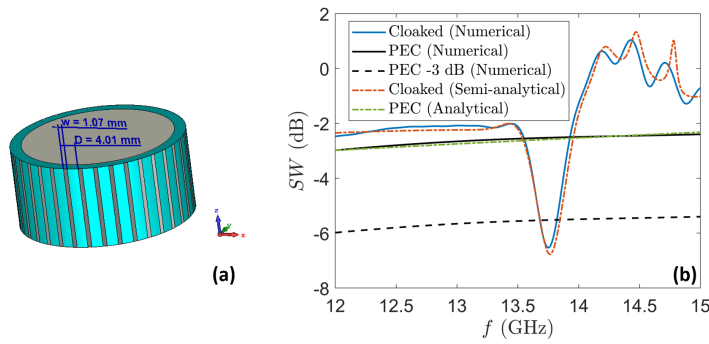 w = 1.07 mm
D = 4.01 mm
z
y
x
(a)
2
0
-2
-4
-6
-8
SW (dB)
Cloaked (Numerical)
PEC (Numerical)
PEC -3 dB (Numerical)
Cloaked (Semi-analytical)
PEC (Analytical)
(b)
12 12.5 13 13.5 14 14.5 15
f (GHz)